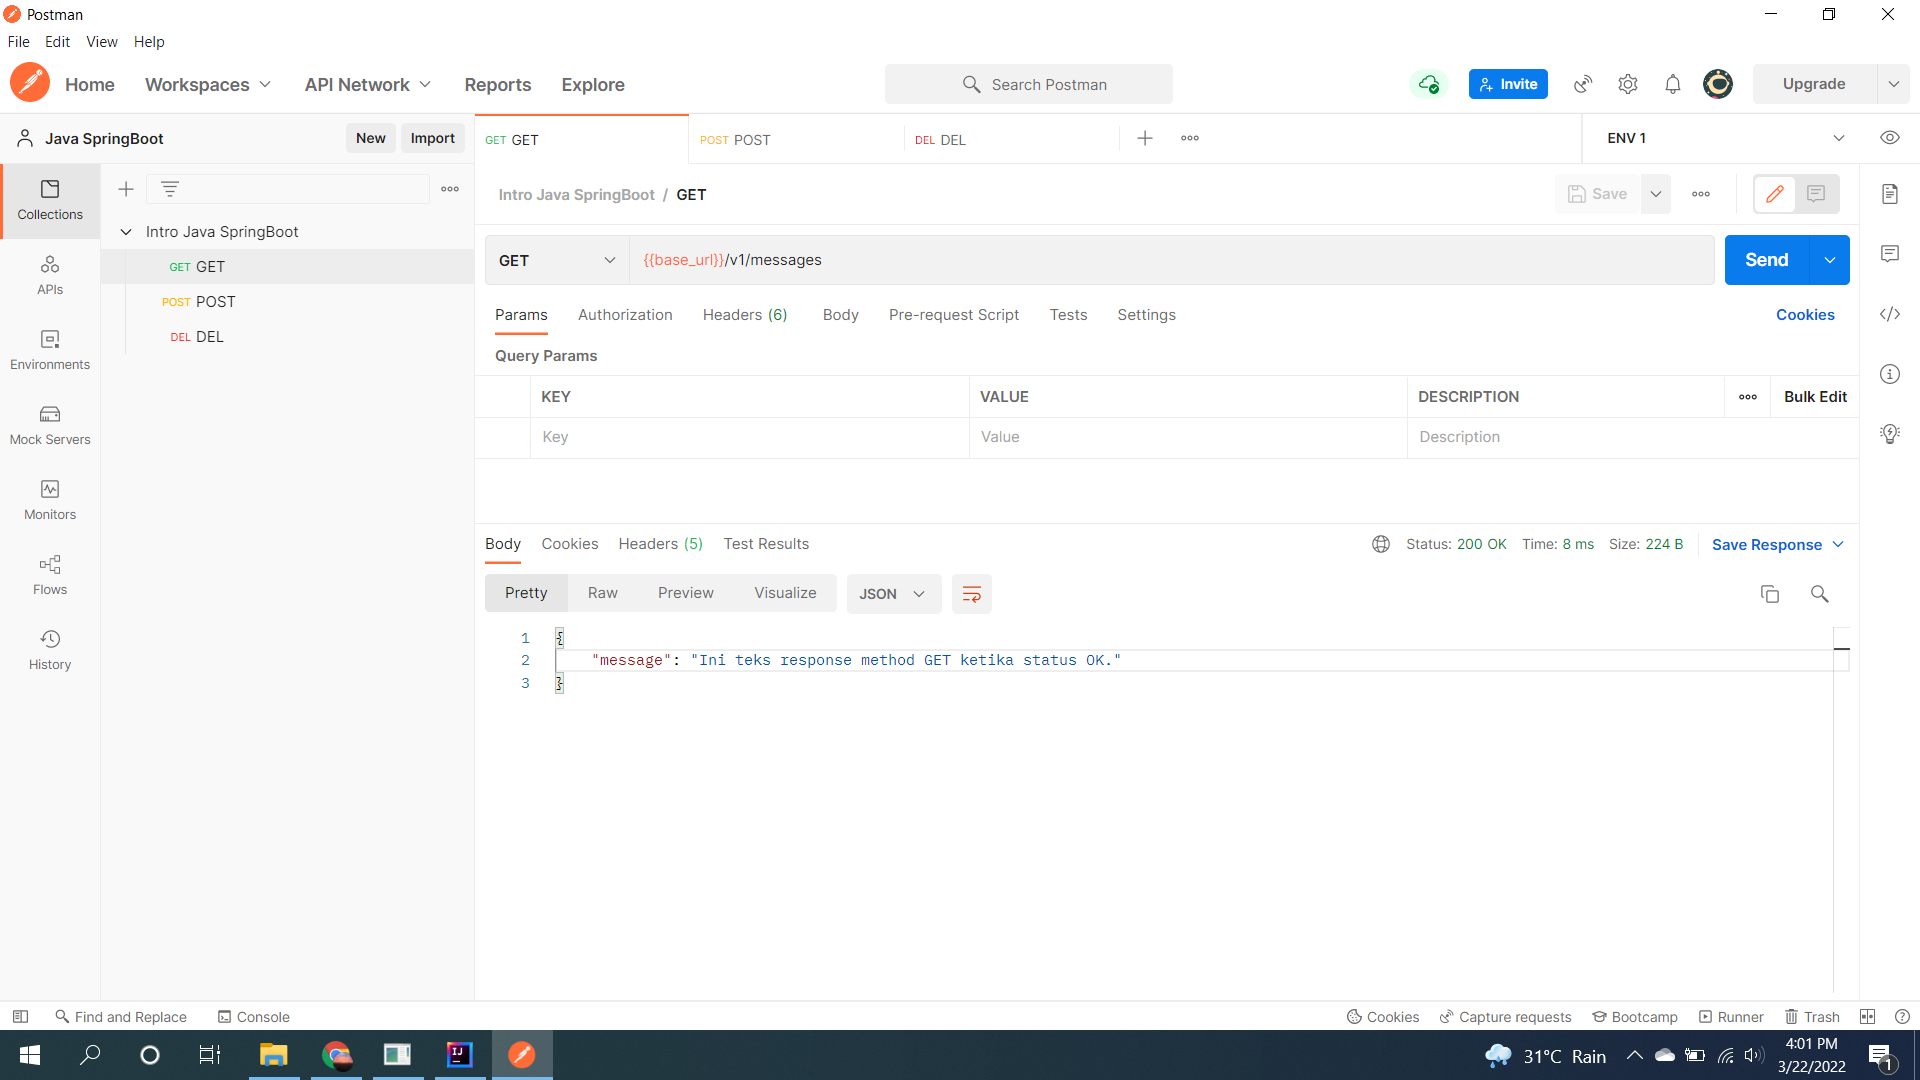 Postman
File Edit View Help
Home Workspaces API Network Reports Explore Search Postman Invite Upgrade
Java SpringBoot New Import
GET GET POST POST DEL DEL ENV 1
Collections
APIs
Environments
Mock Servers
Monitors
Flows
History
Intro Java SpringBoot
GET GET
POST POST
DEL DEL
Intro Java SpringBoot / GET Save
GET {{base_url}}/v1/messages Send
Params Authorization Headers (6) Body Pre-request Script Tests Settings Cookies
Query Params
KEY VALUE DESCRIPTION Bulk Edit
Key Value Description
Body Cookies Headers (5) Test Results Status: 200 OK Time: 8 ms Size: 224 B Save Response
Pretty Raw Preview Visualize JSON
1 {
2 "message": "Ini teks response method GET ketika status OK."
3 }
Find and Replace Console Cookies Capture requests Bootcamp Runner Trash
IJ
31°C Rain
4:01 PM
3/22/2022
1